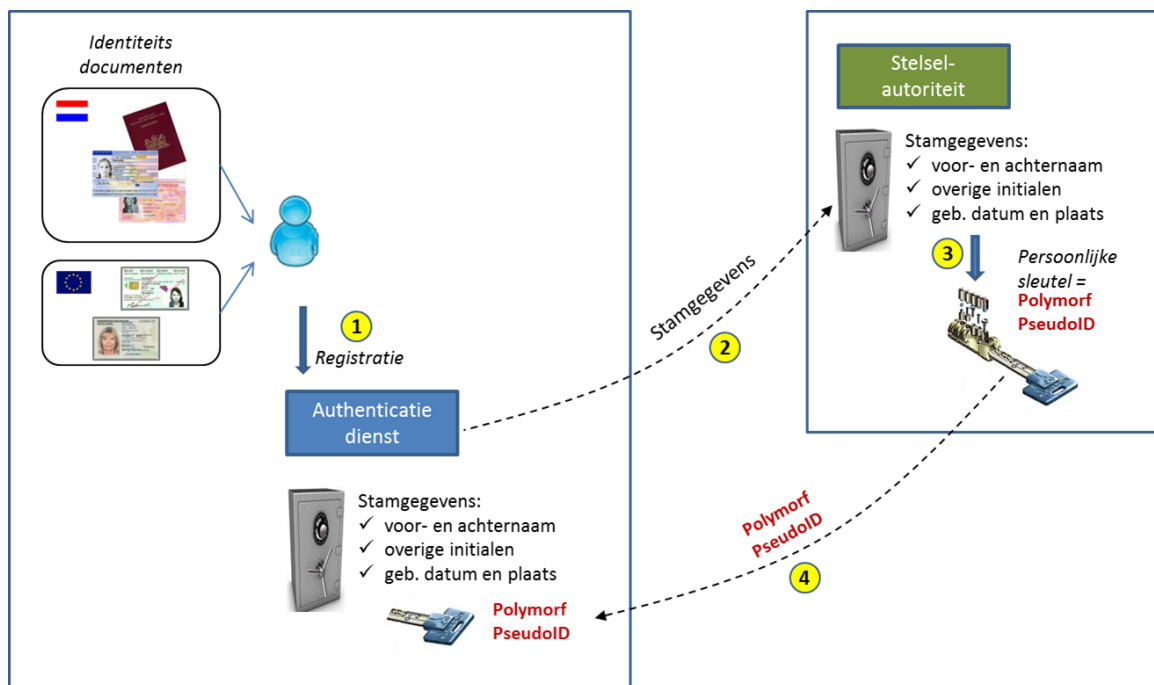 Identiteits
documenten
1
Registratie
Authenticatie
dienst
Stamgegevens:
✓ voor- en achternaam
✓ overige initialen
✓ geb. datum en plaats
Polymorf
PseudoID
Stamgegevens
2
Stelsel-
autoriteit
Stamgegevens:
✓ voor- en achternaam
✓ overige initialen
✓ geb. datum en plaats
3
Persoonlijke
sleutel =
Polymorf
PseudoID
Polymorf
PseudoID
4